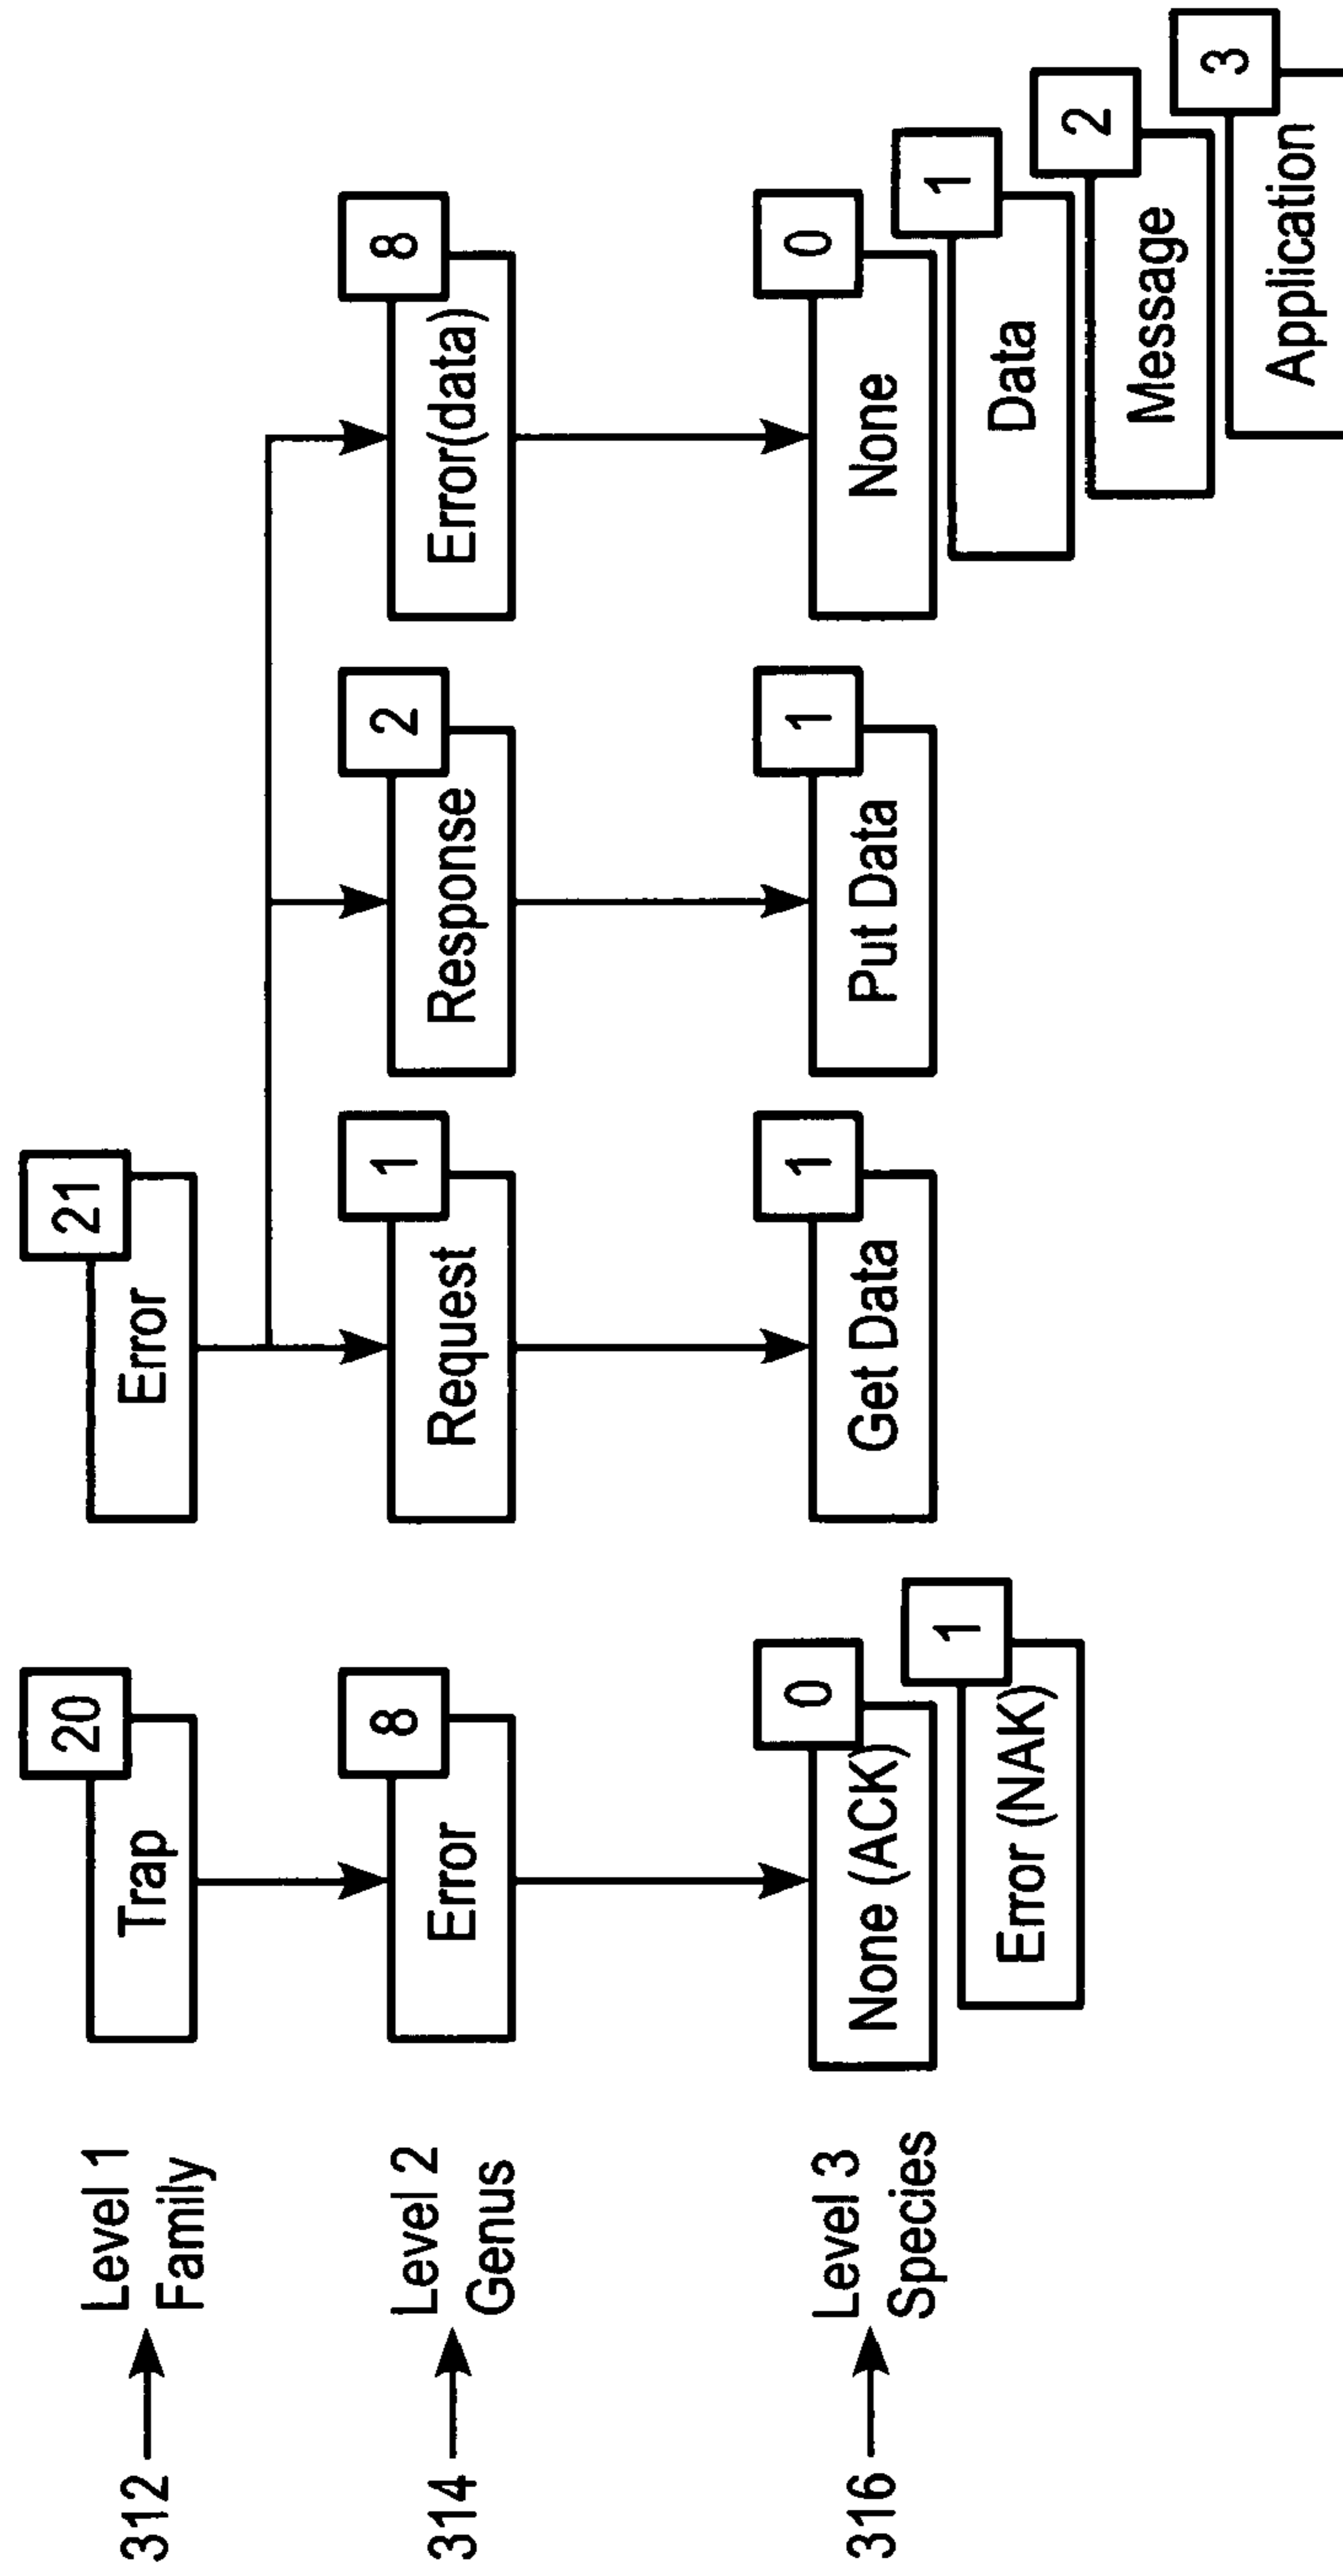 312
Level 1
Family
Trap
20
Error
21
314
Level 2
Genus
Error
8
Request
1
Response
2
Error(data)
8
316
Level 3
Species
None (ACK)
0
Error (NAK)
1
Get Data
1
Put Data
1
None
0
Data
1
Message
2
Application
3